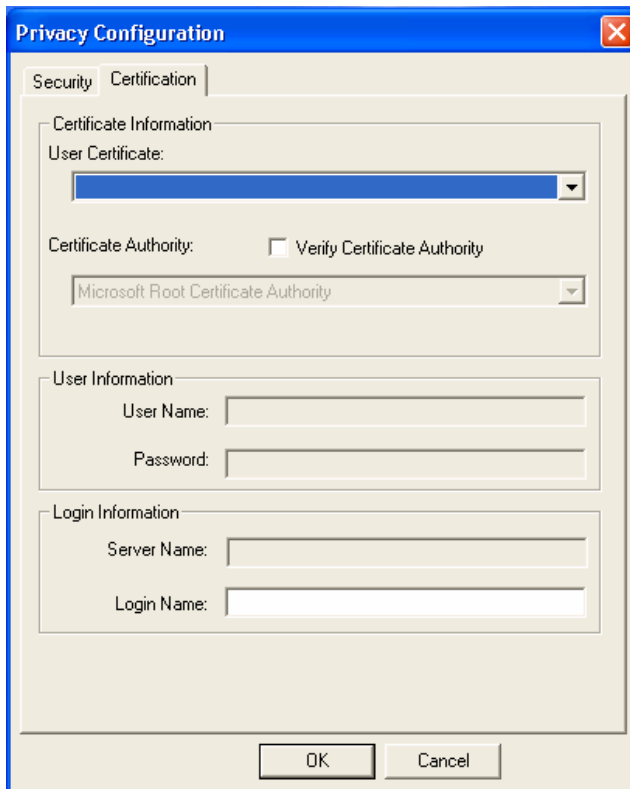 Privacy Configuration
Security Certification
Certificate Information
User Certificate:
Certificate Authority: Verify Certificate Authority
Microsoft Root Certificate Authority
User Information
User Name:
Password:
Login Information
Server Name:
Login Name:
OK Cancel